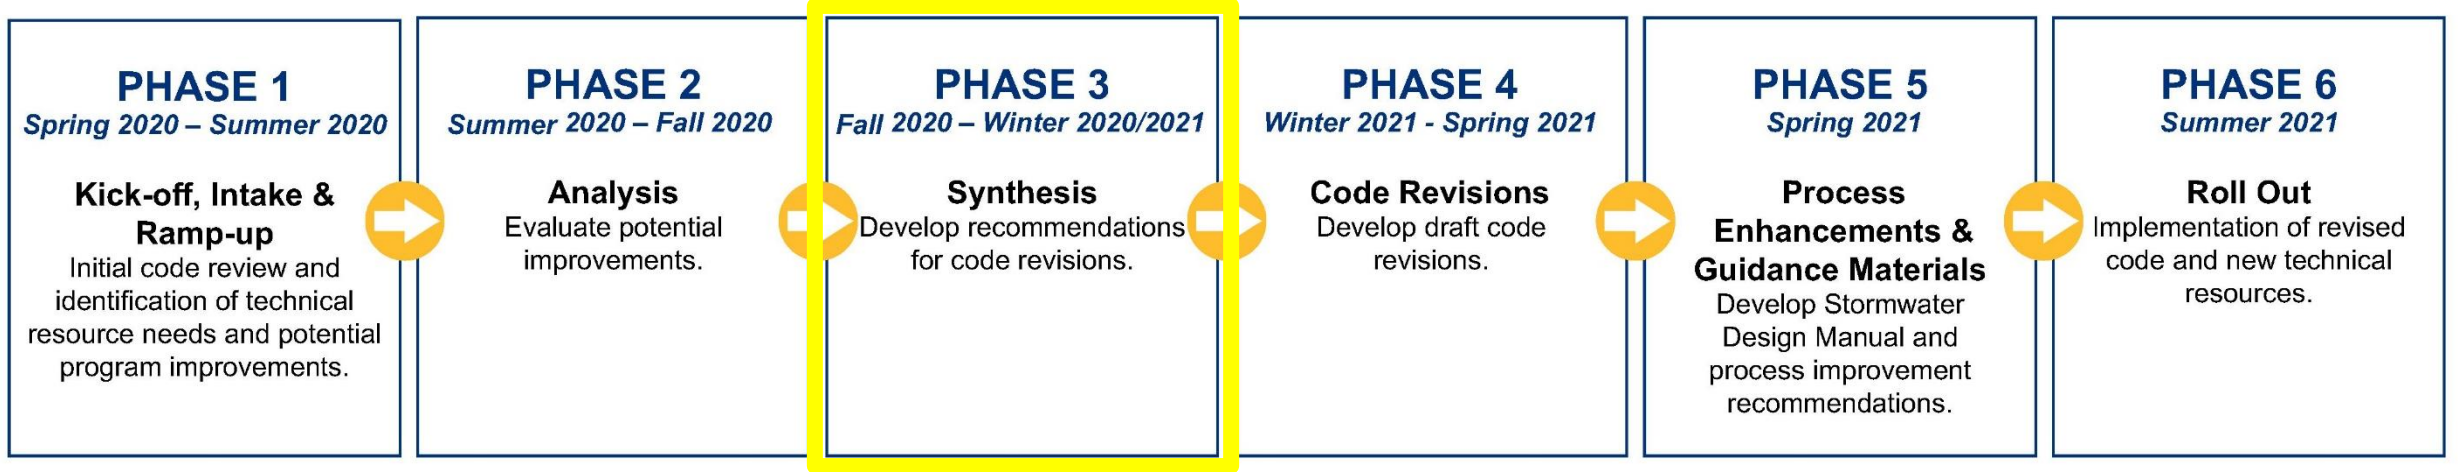 PHASE 1
Spring 2020 – Summer 2020
Kick-off, Intake &
Ramp-up
Initial code review and
identification of technical
resource needs and potential
program improvements.
PHASE 2
Summer 2020 – Fall 2020
Analysis
Evaluate potential
improvements.
PHASE 3
Fall 2020 – Winter 2020/2021
Synthesis
Develop recommendations
for code revisions.
PHASE 4
Winter 2021 - Spring 2021
Code Revisions
Develop draft code
revisions.
PHASE 5
Spring 2021
Process
Enhancements &
Guidance Materials
Develop Stormwater
Design Manual and
process improvement
recommendations.
PHASE 6
Summer 2021
Roll Out
Implementation of revised
code and new technical
resources.